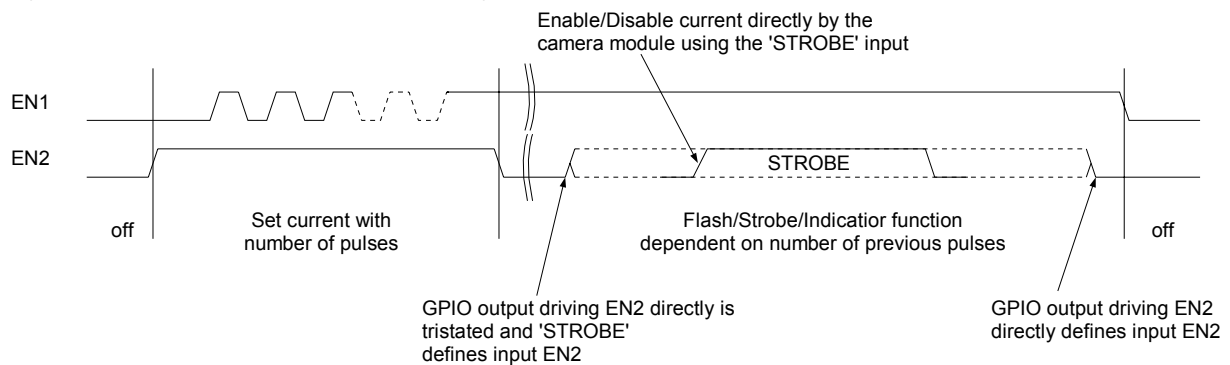 Enable/Disable current directly by the
camera module using the 'STROBE' input
EN1
EN2
STROBE
off
Set current with
number of pulses
Flash/Strobe/Indicatior function
dependent on number of previous pulses
off
GPIO output driving EN2 directly is
tristated and 'STROBE'
defines input EN2
GPIO output driving EN2
directly defines input EN2